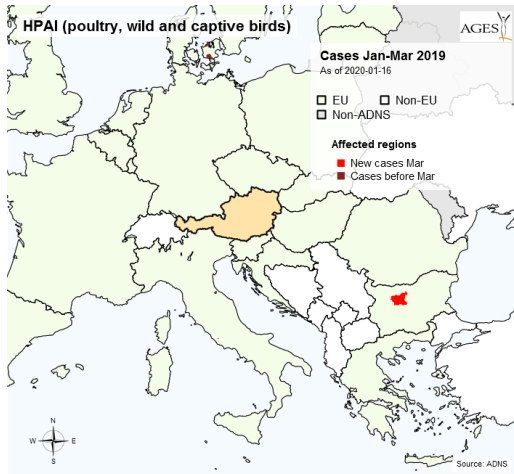 HPAI (poultry, wild and captive birds)
AGES
Cases Jan-Mar 2019
As of 2020-01-16
EU
Non-EU
Non-ADNS
Affected regions
New cases Mar
Cases before Mar
N
W E
S
Source: ADNS